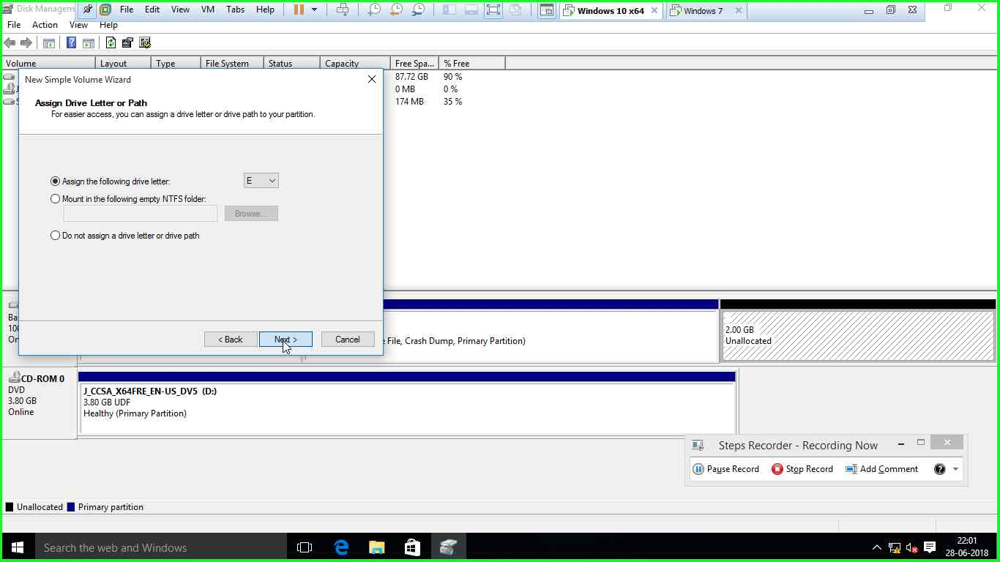 Disk Managem File Edit View VM Tabs Help Windows 10 x64 Windows 7
File Action View Help
Volume Layout Type File System Status Capacity Free Spa... % Free
87.72 GB 90 %
0 MB 0 %
174 MB 35 %
New Simple Volume Wizard
Assign Drive Letter or Path
For easier access, you can assign a drive letter or drive path to your partition.
Assign the following drive letter: E
Mount in the following empty NTFS folder:
Browse...
Do not assign a drive letter or drive path
< Back Next > Cancel
Ba
100
On
e File, Crash Dump, Primary Partition)
2.00 GB
Unallocated
CD-ROM 0
DVD
3.80 GB
Online
J_CCSA_X64FRE_EN-US_DV5 (D:)
3.80 GB UDF
Healthy (Primary Partition)
Steps Recorder - Recording Now
Pause Record Stop Record Add Comment
Unallocated Primary partition
Search the web and Windows
22:01
28-06-2018